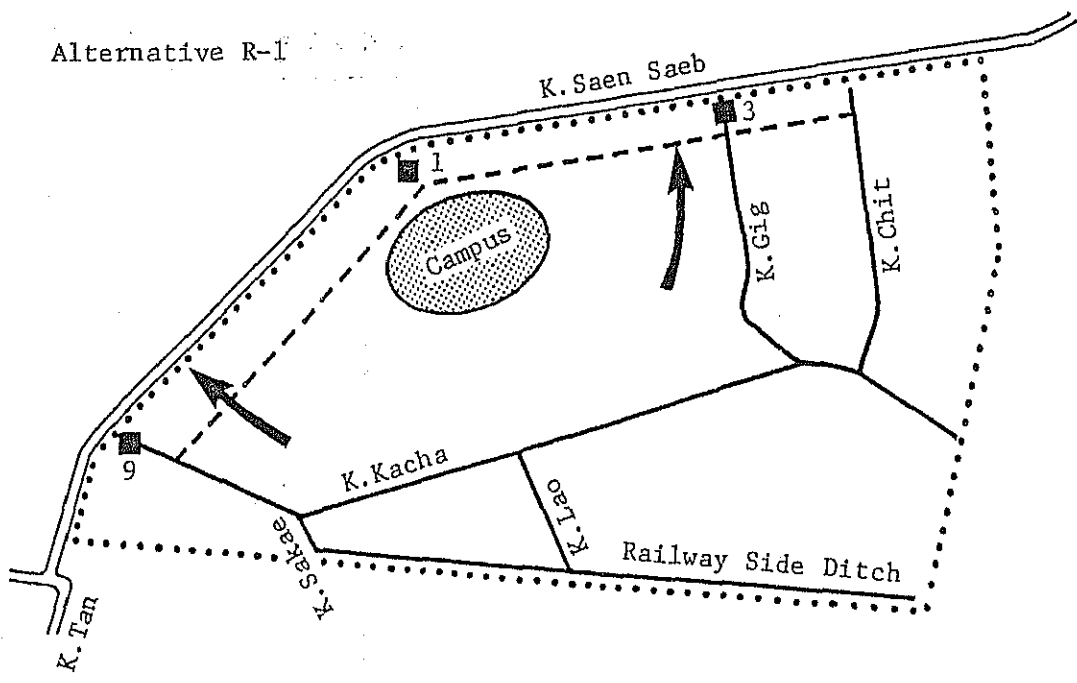 Alternative R-1
K.Saen Saeb
3
1
Campus
K.Gig
K.Chit
9
K.Kacha
K.Lao
K.Sakae
Railway Side Ditch
K.Tan